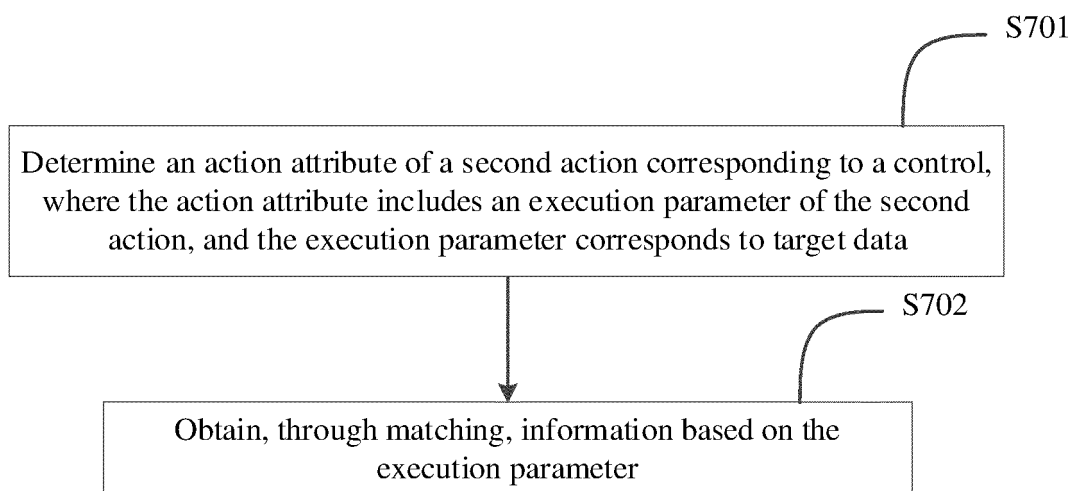 S701
Determine an action attribute of a second action corresponding to a control,
where the action attribute includes an execution parameter of the second
action, and the execution parameter corresponds to target data
S702
Obtain, through matching, information based on the
execution parameter